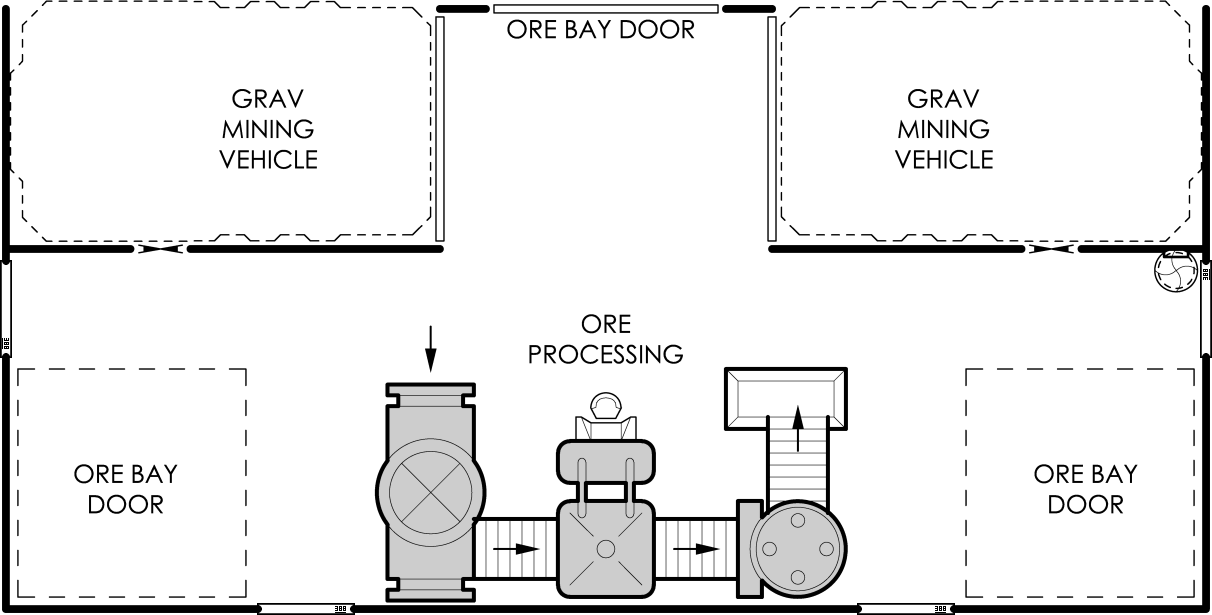 ORE BAY DOOR
GRAV
MINING
VEHICLE
GRAV
MINING
VEHICLE
ORE
PROCESSING
ORE BAY
DOOR
ORE BAY
DOOR